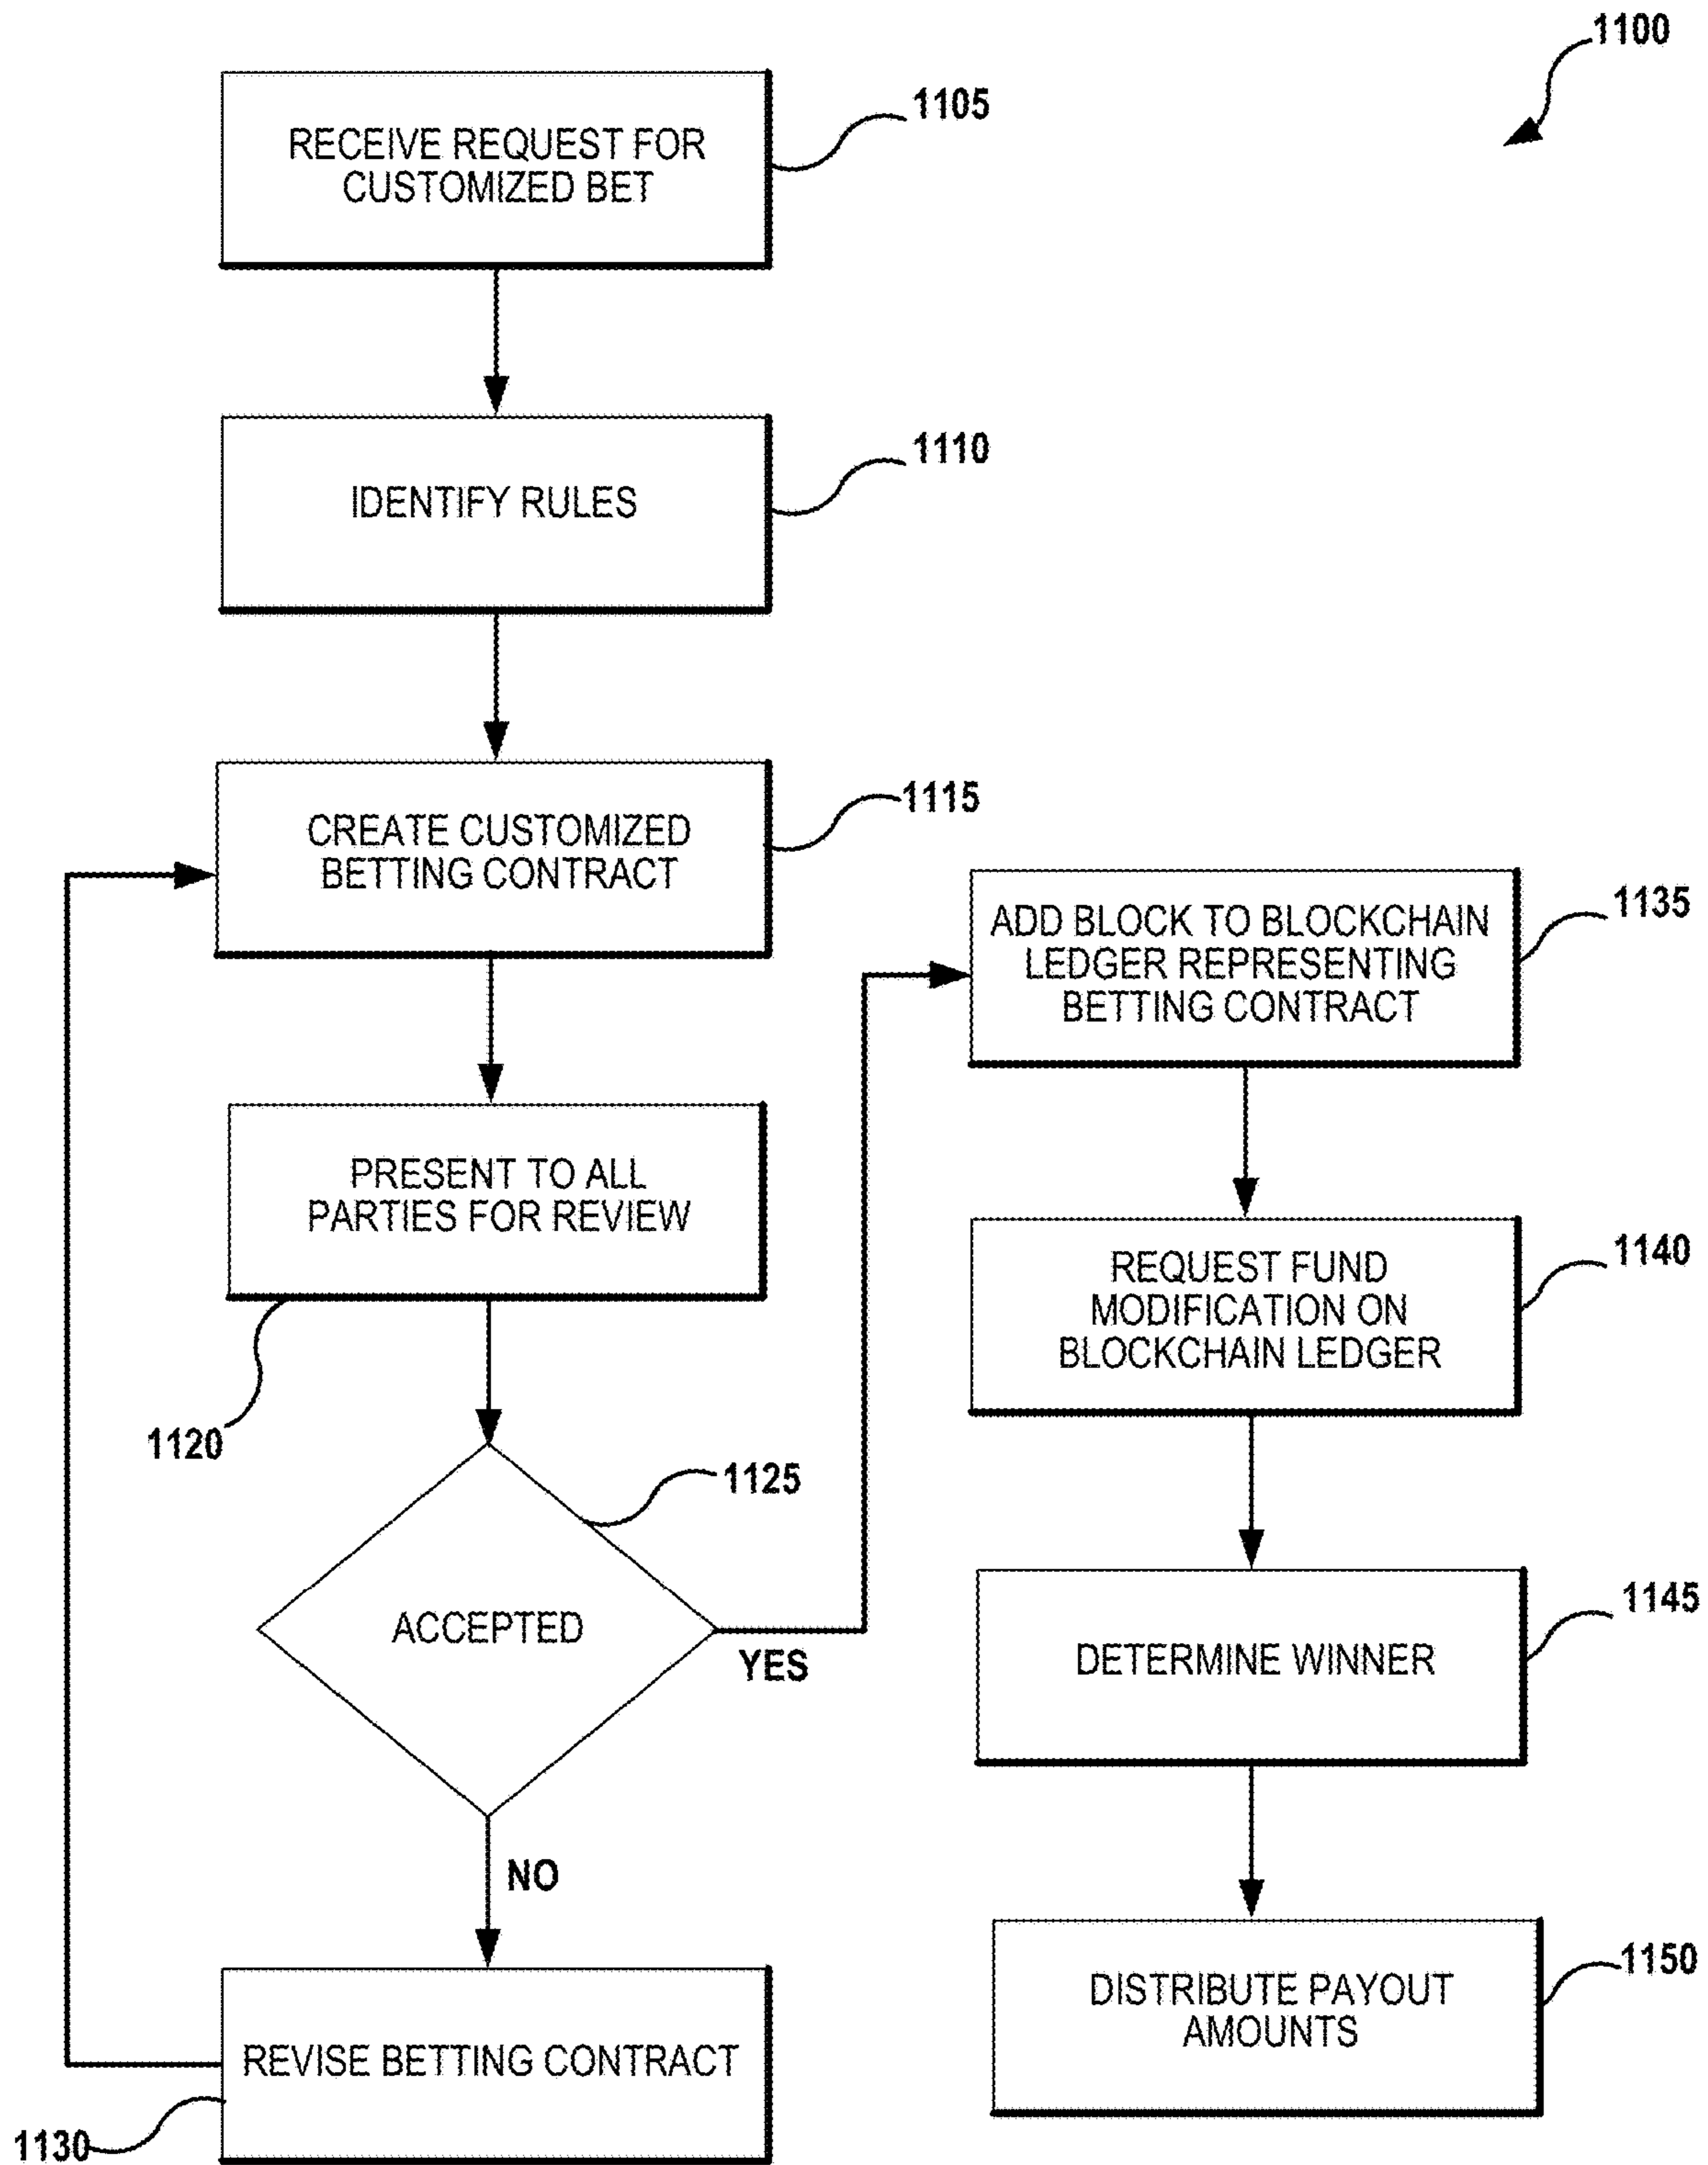 1100
1105
RECEIVE REQUEST FOR
CUSTOMIZED BET
1110
IDENTIFY RULES
1115
CREATE CUSTOMIZED
BETTING CONTRACT
PRESENT TO ALL
PARTIES FOR REVIEW
1120
1125
ACCEPTED
YES
NO
REVISE BETTING CONTRACT
1130
1135
ADD BLOCK TO BLOCKCHAIN
LEDGER REPRESENTING
BETTING CONTRACT
1140
REQUEST FUND
MODIFICATION ON
BLOCKCHAIN LEDGER
1145
DETERMINE WINNER
1150
DISTRIBUTE PAYOUT
AMOUNTS